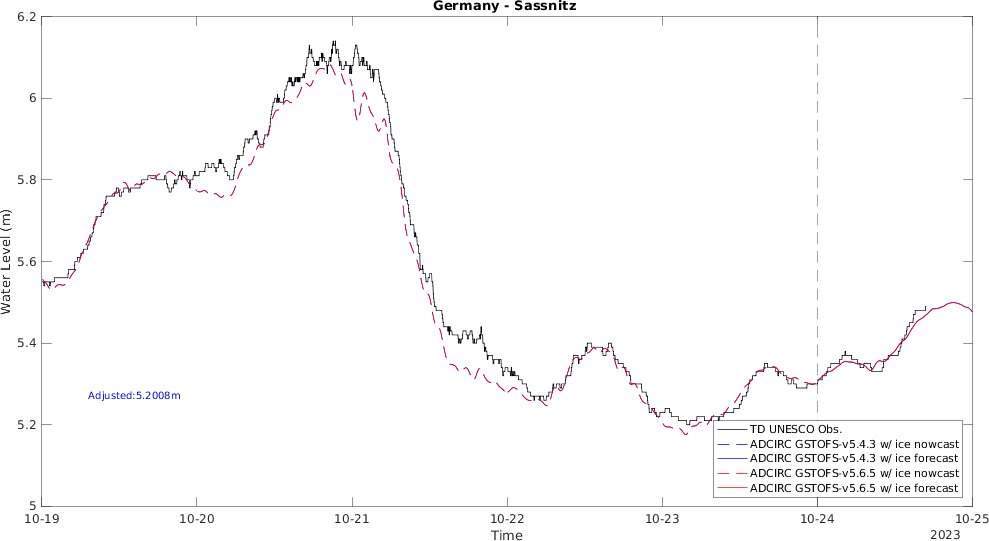 Germany - Sassnitz
6.2
6
5.8
5.6
5.4
5.2
5
Water Level (m)
Adjusted:5.2008m
TD UNESCO Obs.
ADCIRC GSTOFS-v5.4.3 w/ ice nowcast
ADCIRC GSTOFS-v5.4.3 w/ ice forecast
ADCIRC GSTOFS-v5.6.5 w/ ice nowcast
ADCIRC GSTOFS-v5.6.5 w/ ice forecast
10-19 10-20 10-21 10-22 10-23 10-24 10-25
Time 2023